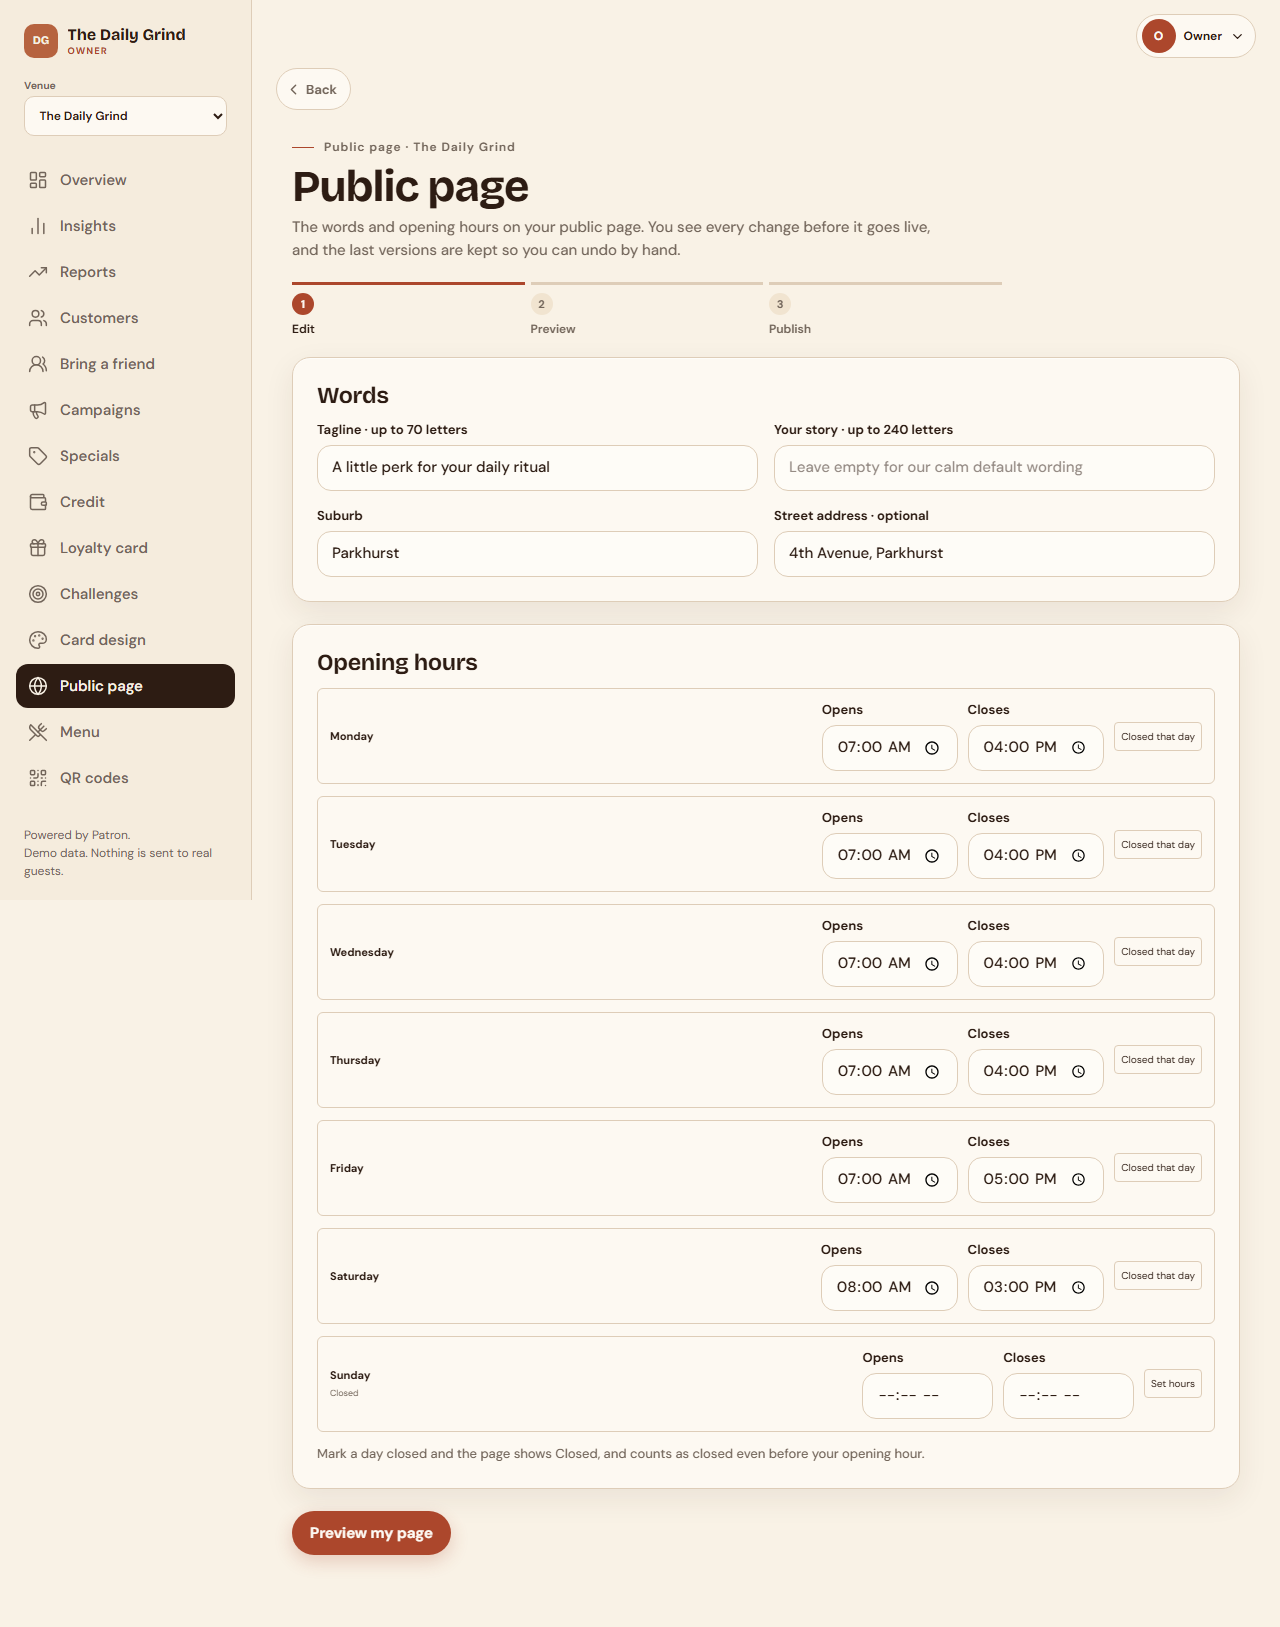 DG
The Daily Grind
OWNER
Venue
The Daily Grind
Overview
Insights
Reports
Customers
Bring a friend
Campaigns
Specials
Credit
Loyalty card
Challenges
Card design
Public page
Menu
QR codes
Powered by Patron.
Demo data. Nothing is sent to real
guests.
O
Owner
Back
Public page · The Daily Grind
Public page
The words and opening hours on your public page. You see every change before it goes live,
and the last versions are kept so you can undo by hand.
1
Edit
2
Preview
3
Publish
Words
Tagline · up to 70 letters
A little perk for your daily ritual
Your story · up to 240 letters
Leave empty for our calm default wording
Suburb
Parkhurst
Street address · optional
4th Avenue, Parkhurst
Opening hours
Monday
Opens
07:00 AM
Closes
04:00 PM
Closed that day
Tuesday
Opens
07:00 AM
Closes
04:00 PM
Closed that day
Wednesday
Opens
07:00 AM
Closes
04:00 PM
Closed that day
Thursday
Opens
07:00 AM
Closes
04:00 PM
Closed that day
Friday
Opens
07:00 AM
Closes
05:00 PM
Closed that day
Saturday
Opens
08:00 AM
Closes
03:00 PM
Closed that day
Sunday
Closed
Opens
--:-- --
Closes
--:-- --
Set hours
Mark a day closed and the page shows Closed, and counts as closed even before your opening hour.
Preview my page